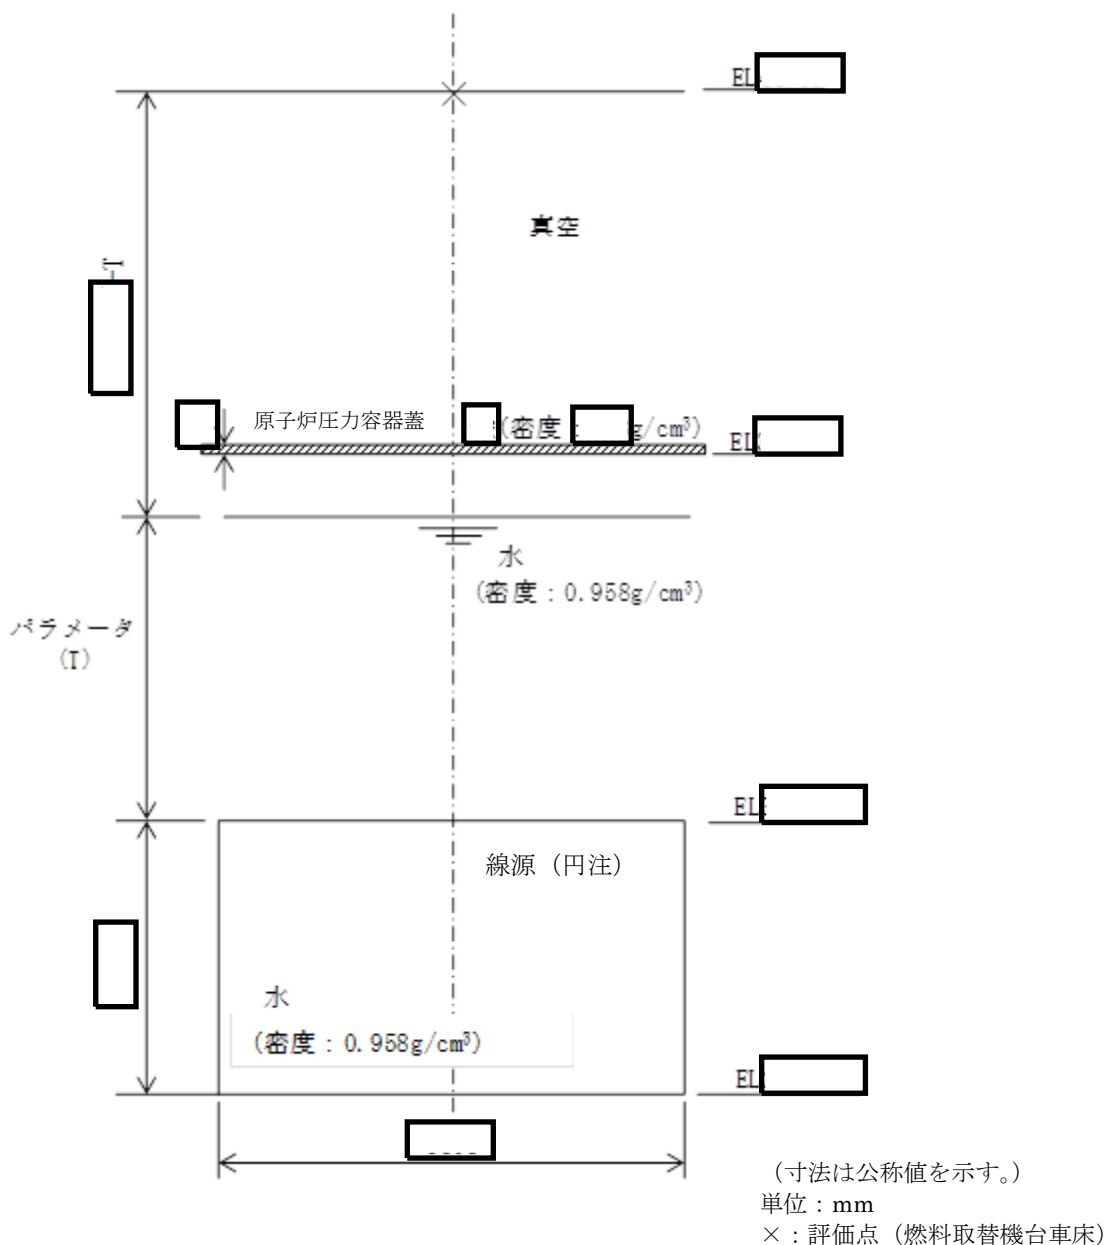 EL
真空
-T
原子炉圧力容器蓋
(密度: g/cm³)
EL
水
(密度:0.958g/cm³)
パラメータ
(T)
EL
線源(円注)
水
(密度:0.958g/cm³)
EL
(寸法は公称値を示す。)
単位:mm
×:評価点(燃料取替機台車床)